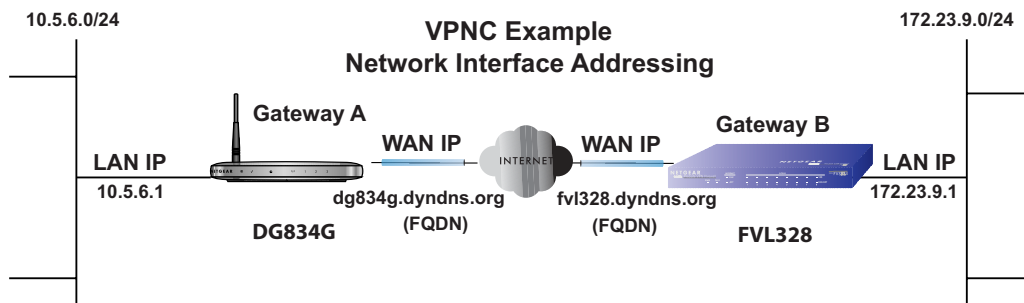 10.5.6.0/24
172.23.9.0/24
VPNC Example
Network Interface Addressing
Gateway A
Gateway B
WAN IP
WAN IP
INTERNET
LAN IP
10.5.6.1
LAN IP
172.23.9.1
NETGEAR
NETGEAR
dg834g.dyndns.org
(FQDN)
fvl328.dyndns.org
(FQDN)
DG834G
FVL328